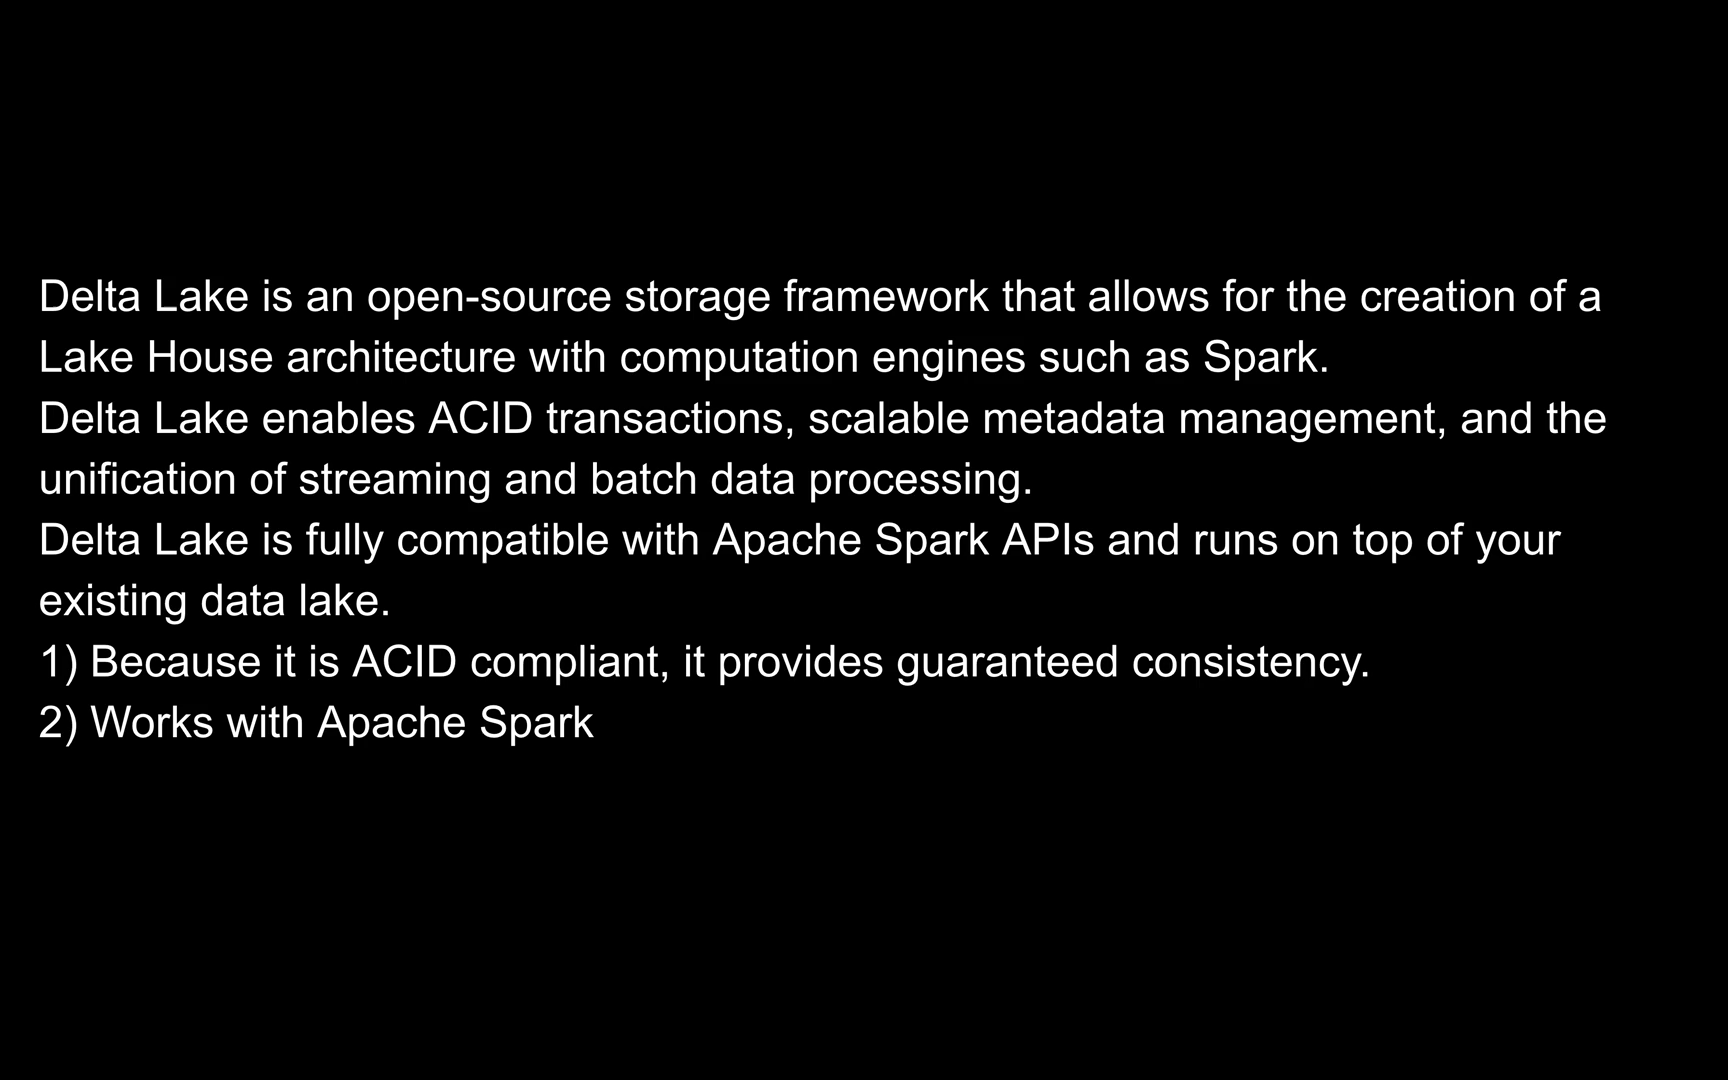 Delta Lake is an open-source storage framework that allows for the creation of a
Lake House architecture with computation engines such as Spark.
Delta Lake enables ACID transactions, scalable metadata management, and the
unification of streaming and batch data processing.
Delta Lake is fully compatible with Apache Spark APIs and runs on top of your
existing data lake.
1) Because it is ACID compliant, it provides guaranteed consistency.
2) Works with Apache Spark